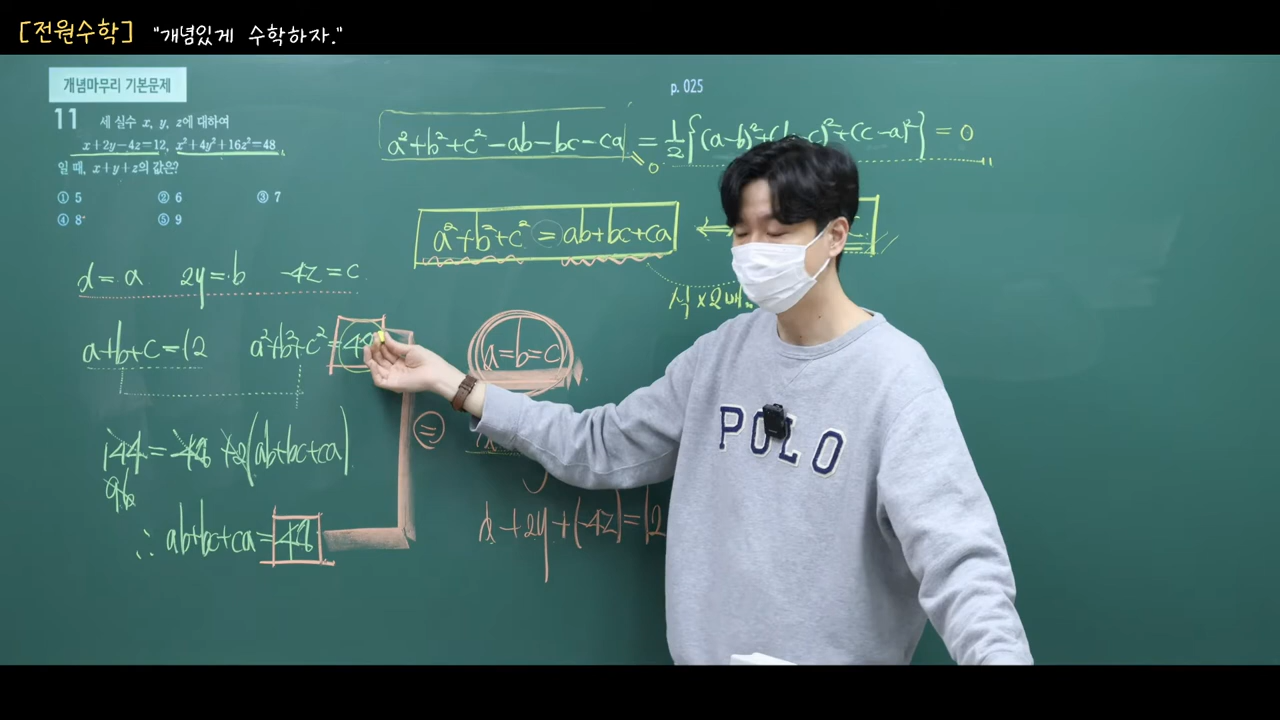 [전원수학] "개념있게 수학하자."
개념마무리 기본문제
p. 025
11 세 실수 x, y, z에 대하여
x+2y−4z=12, x²+4y²+16z²=48
일 때, x+y+z의 값은?
① 5 ② 6 ③ 7
④ 8 ⑤ 9
a²+b²+c²−ab−bc−ca = 1/2{(a−b)²+(b−c)²+(c−a)²} = 0
0
a²+b²+c² = ab+bc+ca ↔
식×2배
x=a 2y=b −4z=c
a+b+c=12 a²+b²+c²=48
a=b=c
144=48+2(ab+bc+ca)
96
=
∴ ab+bc+ca=48
x+2y+(−4z)=12
POLO